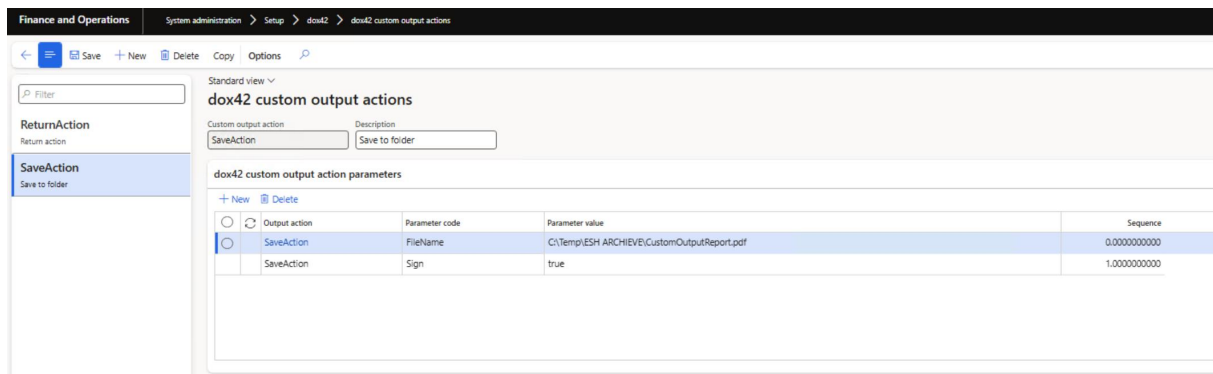 Finance and Operations System administration > Setup > dox42 > dox42 custom output actions
Save + New Delete Copy Options
Filter
ReturnAction
Return action
SaveAction
Save to folder
Standard view
dox42 custom output actions
Custom output action Description
SaveAction Save to folder
dox42 custom output action parameters
+ New Delete
Output action Parameter code Parameter value Sequence
SaveAction FileName C:\Temp\ESH ARCHIEVE\CustomOutputReport.pdf 0.0000000000
SaveAction Sign true 1.0000000000